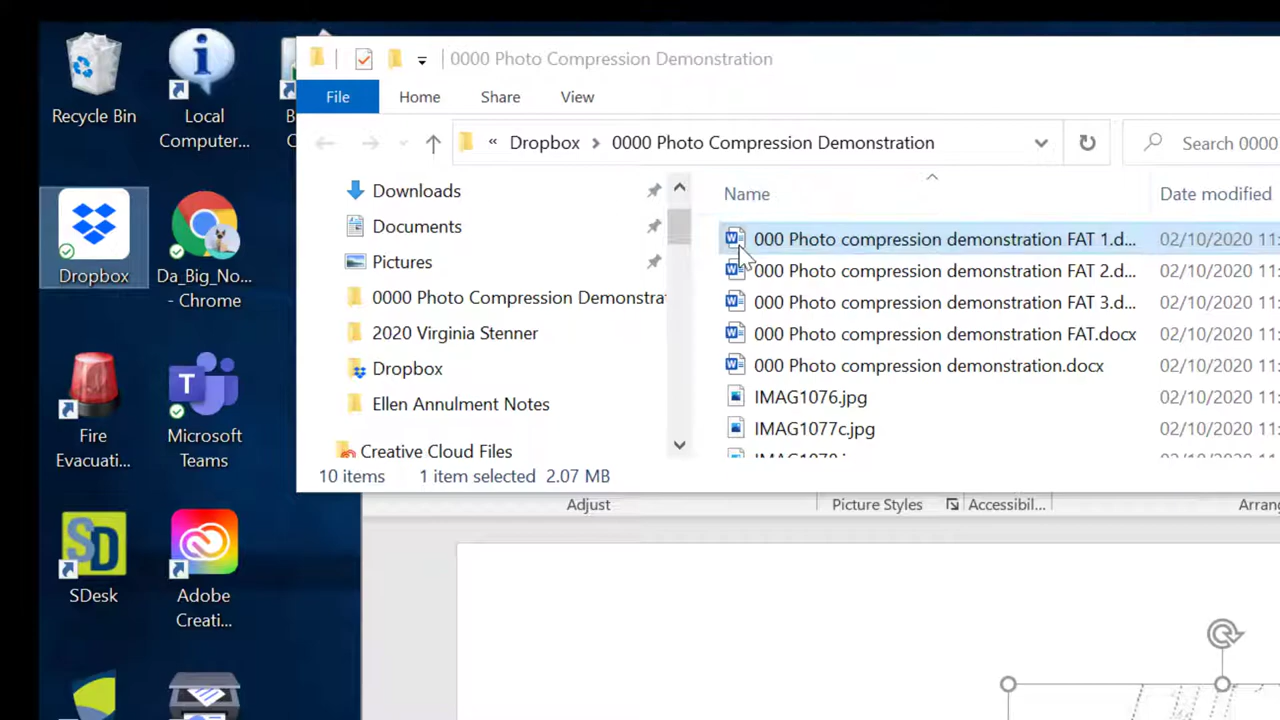 0000 Photo Compression Demonstration
File Home Share View
« Dropbox > 0000 Photo Compression Demonstration
Search 0000
Name Date modified
Downloads
Documents
Pictures
0000 Photo Compression Demonstra
2020 Virginia Stenner
Dropbox
Ellen Annulment Notes
Creative Cloud Files
000 Photo compression demonstration FAT 1.d... 02/10/2020 11:
000 Photo compression demonstration FAT 2.d... 02/10/2020 11:
000 Photo compression demonstration FAT 3.d... 02/10/2020 11:
000 Photo compression demonstration FAT.docx 02/10/2020 11:
000 Photo compression demonstration.docx 02/10/2020 11:
IMAG1076.jpg 02/10/2020 11:
IMAG1077c.jpg 02/10/2020 11:
10 items 1 item selected 2.07 MB
Recycle Bin
Local
Computer...
Dropbox
Da_Big_No...
- Chrome
Fire
Evacuati...
Microsoft
Teams
SDesk
Adobe
Creati...
Adjust Picture Styles Accessibil... Arran